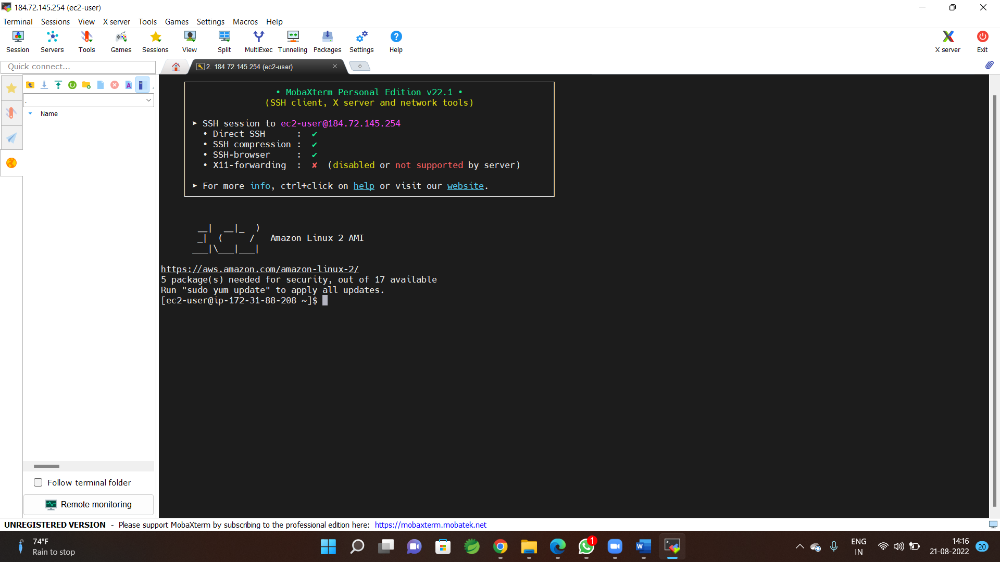 184.72.145.254 (ec2-user)
Terminal Sessions View X server Tools Games Settings Macros Help
Session Servers Tools Games Sessions View Split MultiExec Tunneling Packages Settings Help X server Exit
Quick connect...
2. 184.72.145.254 (ec2-user)
Name
• MobaXterm Personal Edition v22.1 •
(SSH client, X server and network tools)
➤ SSH session to ec2-user@184.72.145.254
• Direct SSH : ✔
• SSH compression : ✔
• SSH-browser : ✔
• X11-forwarding : ✘ (disabled or not supported by server)
➤ For more info, ctrl+click on help or visit our website.
__| __|_ )
_| ( / Amazon Linux 2 AMI
___|\___|___|
https://aws.amazon.com/amazon-linux-2/
5 package(s) needed for security, out of 17 available
Run "sudo yum update" to apply all updates.
[ec2-user@ip-172-31-88-208 ~]$
Follow terminal folder
Remote monitoring
UNREGISTERED VERSION - Please support MobaXterm by subscribing to the professional edition here: https://mobaxterm.mobatek.net
74°F
Rain to stop
1
ENG
IN
14:16
21-08-2022
20